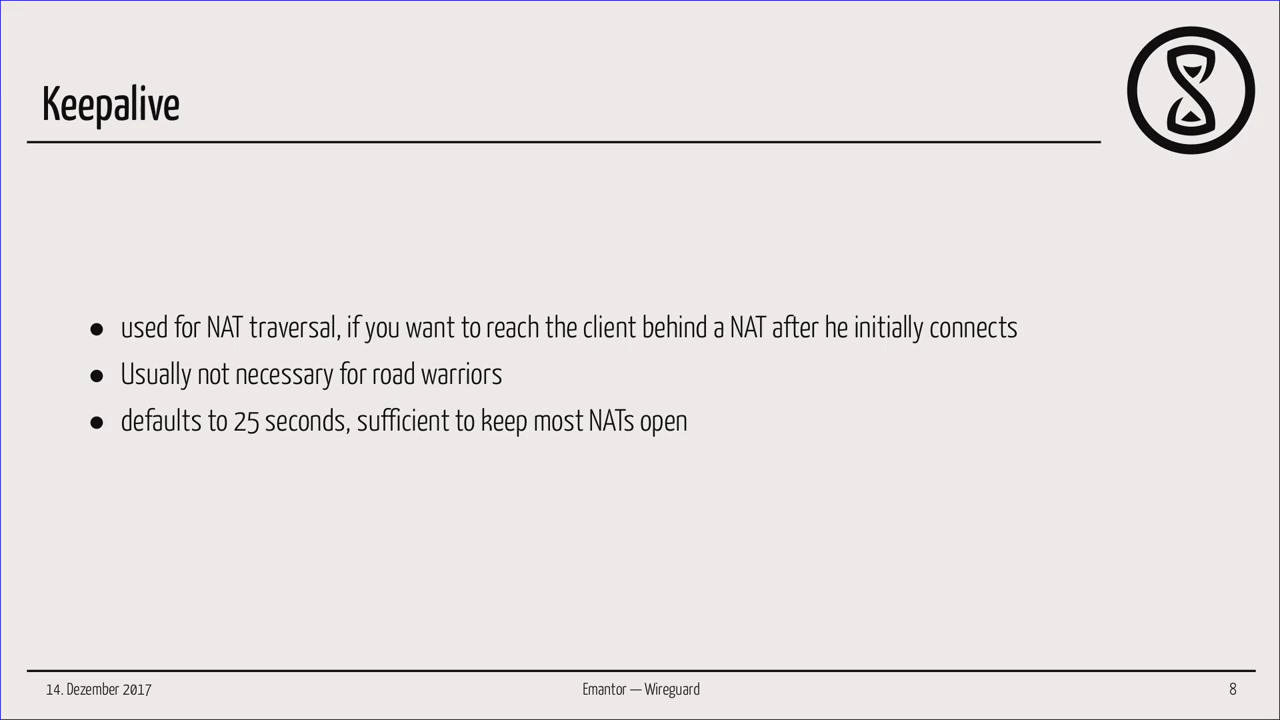 Keepalive
● used for NAT traversal, if you want to reach the client behind a NAT after he initially connects
● Usually not necessary for road warriors
● defaults to 25 seconds, sufficient to keep most NATs open
14. Dezember 2017
Emantor — Wireguard
8